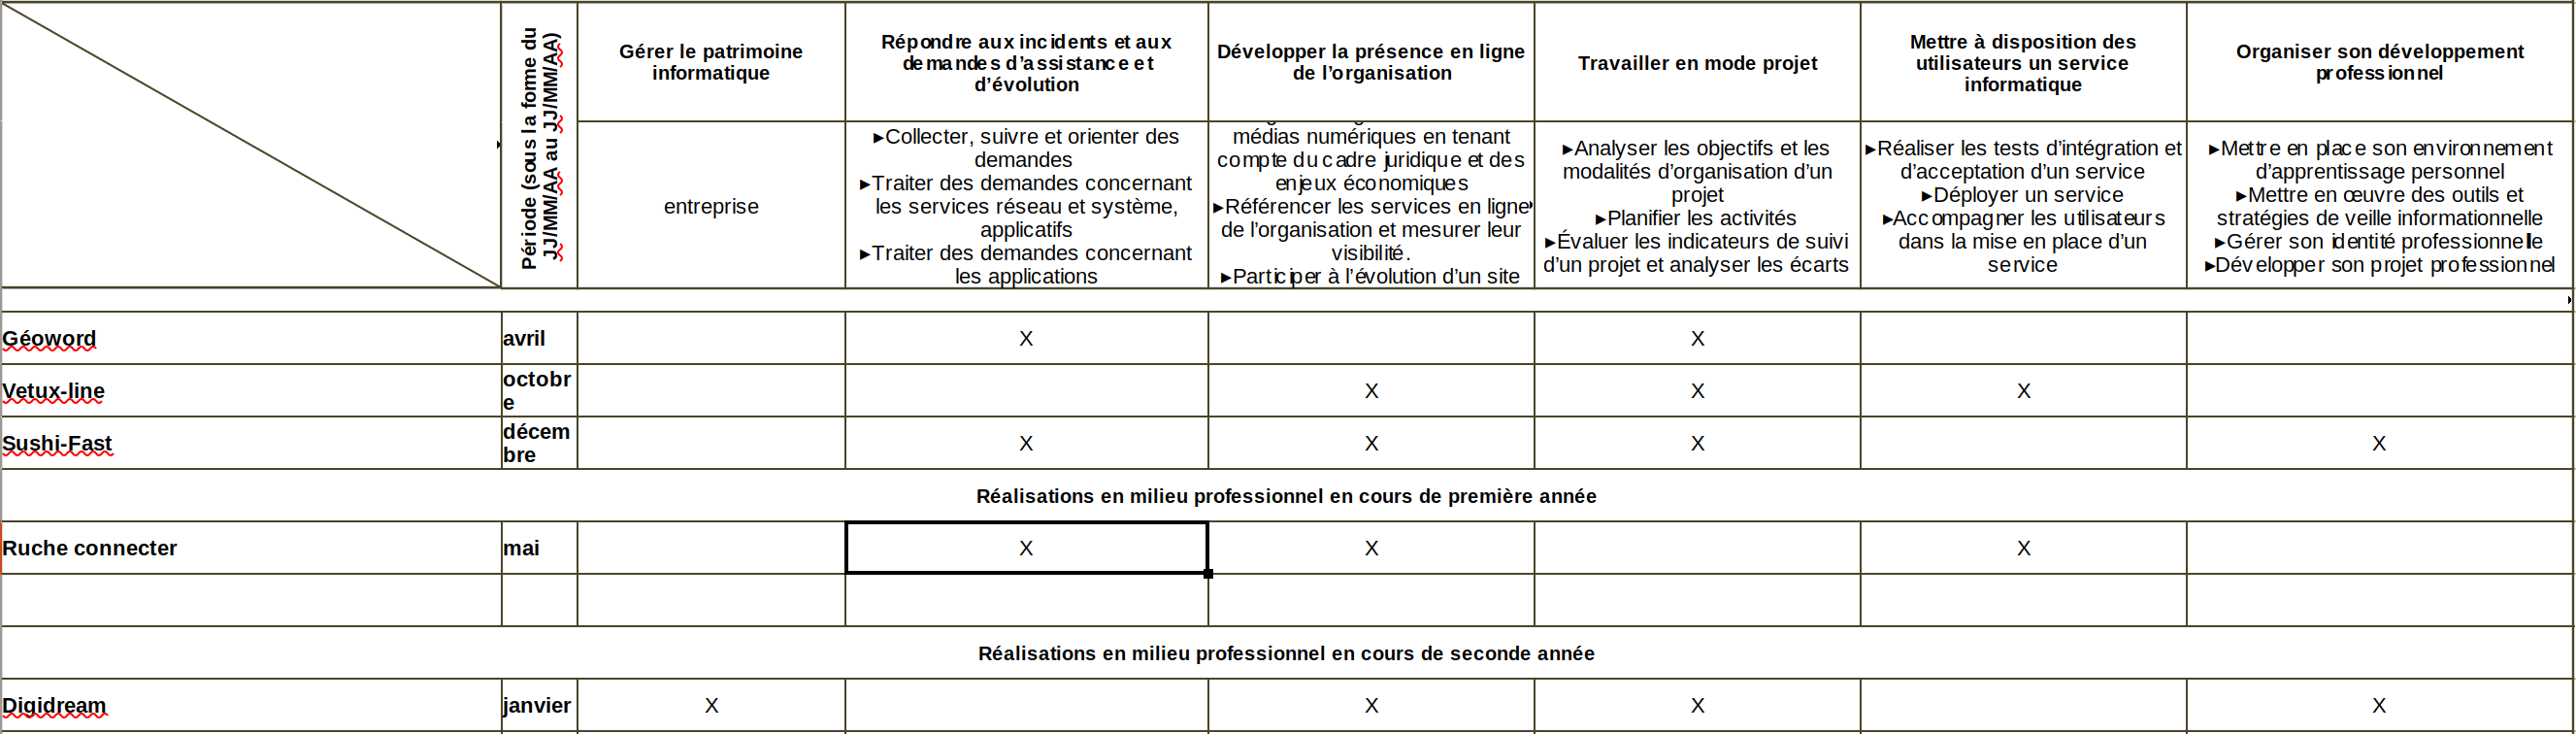 Période (sous la forme du
JJ/MM/AA au JJ/MM/AA)
Gérer le patrimoine
informatique
Répondre aux incidents et aux
demandes d’assistance et
d’évolution
Développer la présence en ligne
de l’organisation
Travailler en mode projet
Mettre à disposition des
utilisateurs un service
informatique
Organiser son développement
professionnel
entreprise
►Collecter, suivre et orienter des
demandes
►Traiter des demandes concernant
les services réseau et système,
applicatifs
►Traiter des demandes concernant
les applications
médias numériques en tenant
compte du cadre juridique et des
enjeux économiques
►Référencer les services en ligne
de l’organisation et mesurer leur
visibilité.
►Participer à l’évolution d’un site
►Analyser les objectifs et les
modalités d’organisation d’un
projet
►Planifier les activités
►Évaluer les indicateurs de suivi
d’un projet et analyser les écarts
►Réaliser les tests d’intégration et
d’acceptation d’un service
►Déployer un service
►Accompagner les utilisateurs
dans la mise en place d’un
service
►Mettre en place son environnement
d’apprentissage personnel
►Mettre en œuvre des outils et
stratégies de veille informationnelle
►Gérer son identité professionnelle
►Développer son projet professionnel
Géoword avril X X
Vetux-line octobr
e X X X
Sushi-Fast décem
bre X X X X
Réalisations en milieu professionnel en cours de première année
Ruche connecter mai X X X
Réalisations en milieu professionnel en cours de seconde année
Digidream janvier X X X X